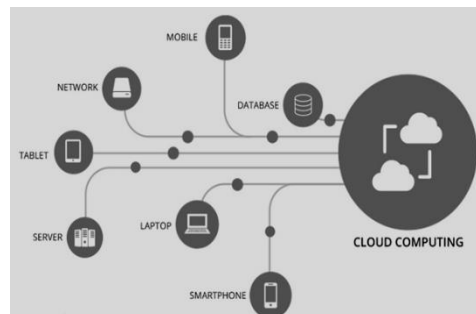 MOBILE
NETWORK
DATABASE
TABLET
SERVER
LAPTOP
CLOUD COMPUTING
SMARTPHONE